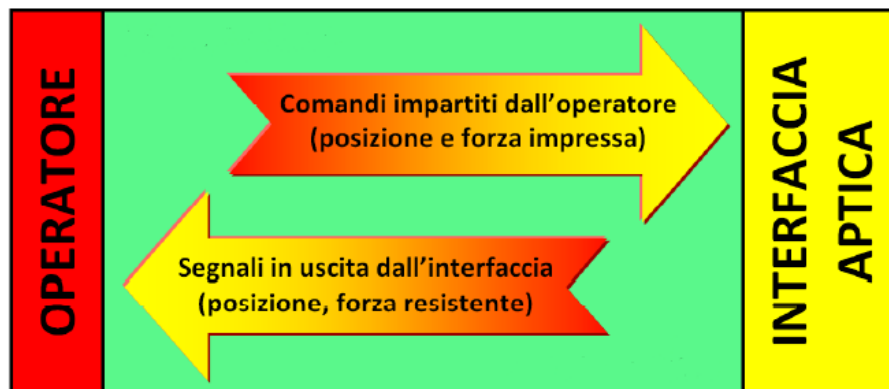 OPERATORE
Comandi impartiti dall'operatore
(posizione e forza impressa)
Segnali in uscita dall'interfaccia
(posizione, forza resistente)
INTERFACCIA
APTICA